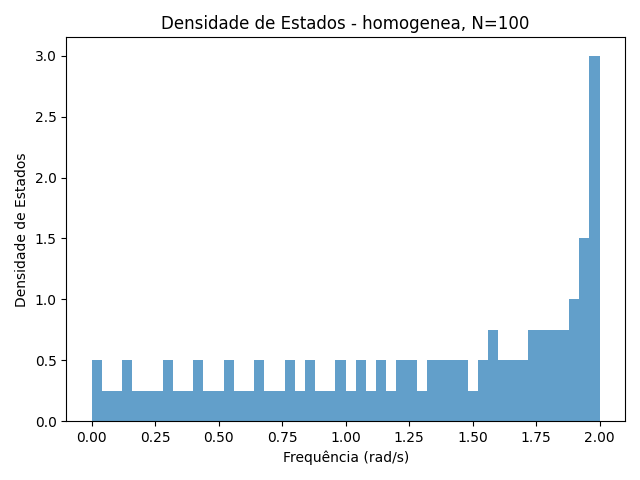 Densidade de Estados - homogenea, N=100
Densidade de Estados
3.0
2.5
2.0
1.5
1.0
0.5
0.0
0.00 0.25 0.50 0.75 1.00 1.25 1.50 1.75 2.00
Frequência (rad/s)